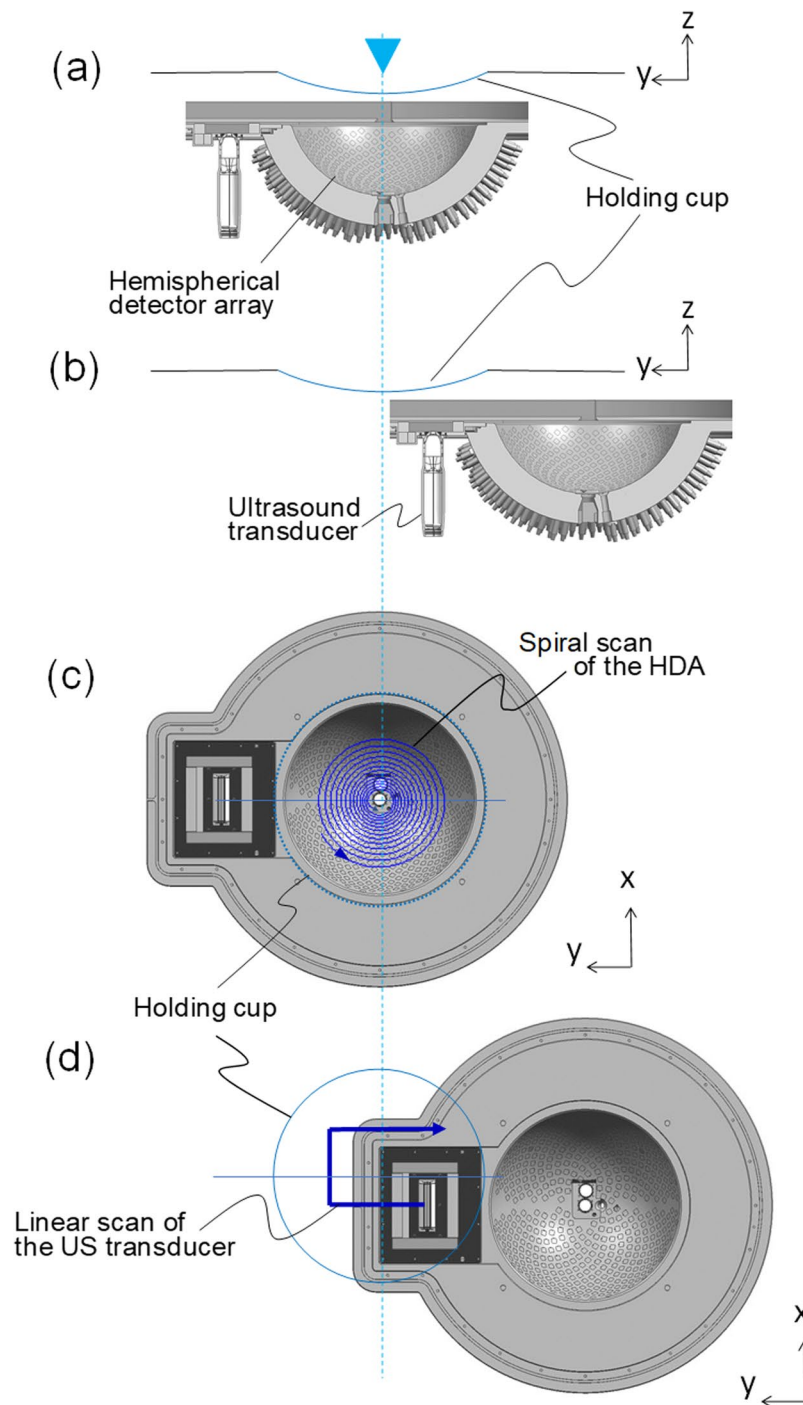 (a)
z
y
Holding cup
Hemispherical
detector array
(b)
z
y
Ultrasound
transducer
(c)
Spiral scan
of the HDA
x
y
Holding cup
(d)
Linear scan of
the US transducer
x
y